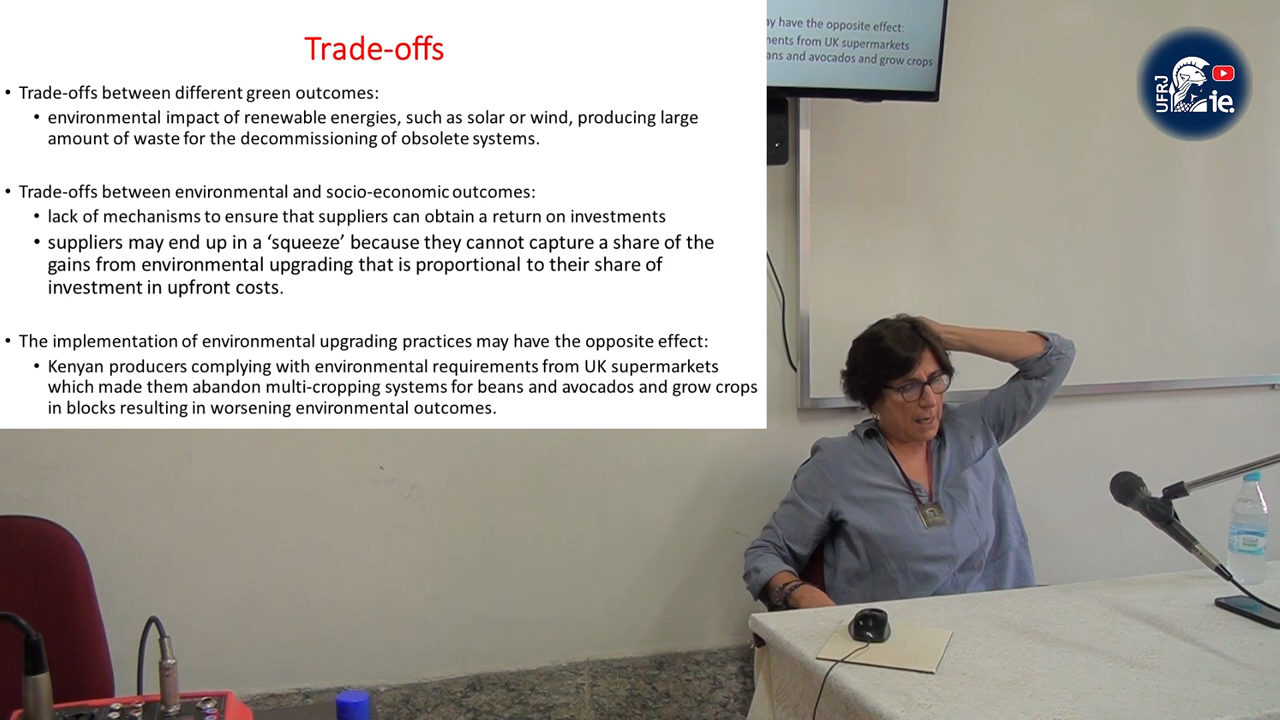 Trade-offs
• Trade-offs between different green outcomes:
• environmental impact of renewable energies, such as solar or wind, producing large
amount of waste for the decommissioning of obsolete systems.
• Trade-offs between environmental and socio-economic outcomes:
• lack of mechanisms to ensure that suppliers can obtain a return on investments
• suppliers may end up in a ‘squeeze’ because they cannot capture a share of the
gains from environmental upgrading that is proportional to their share of
investment in upfront costs.
• The implementation of environmental upgrading practices may have the opposite effect:
• Kenyan producers complying with environmental requirements from UK supermarkets
which made them abandon multi-cropping systems for beans and avocados and grow crops
in blocks resulting in worsening environmental outcomes.
ay have the opposite effect:
ments from UK supermarkets
ans and avocados and grow crops
UFRJ
ie.